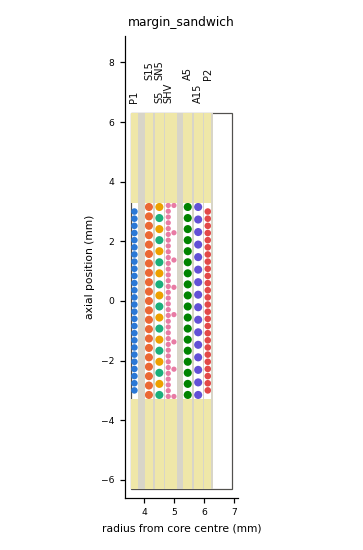 margin_sandwich
P1 S15 S5 SN5 SHV A5 A15 P2
8
6
4
2
0
−2
−4
−6
axial position (mm)
4 5 6 7
radius from core centre (mm)